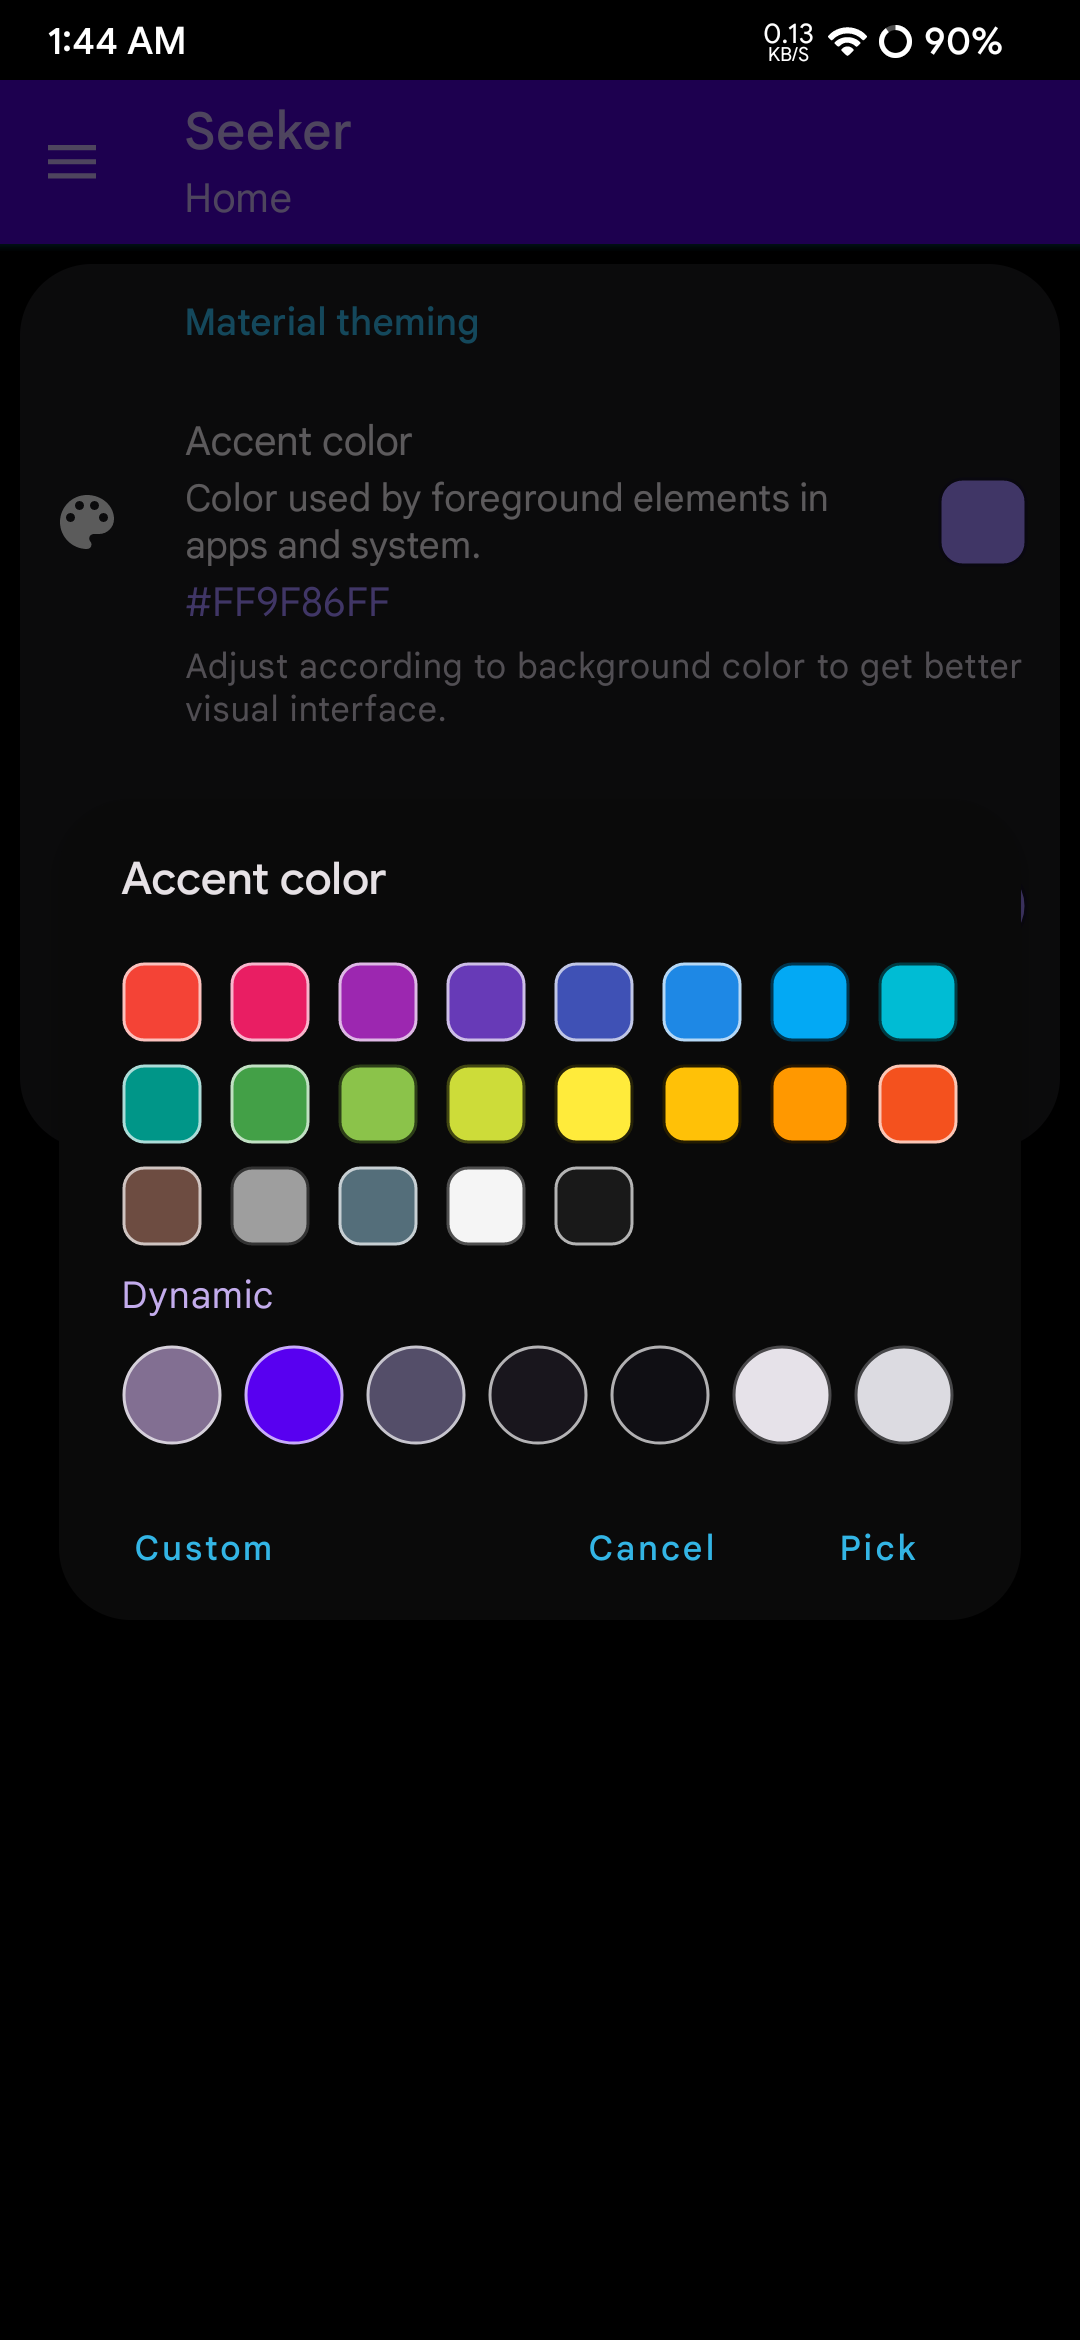 1:44 AM
0.13
KB/S
90%
Seeker
Home
Material theming
Accent color
Color used by foreground elements in
apps and system.
#FF9F86FF
Adjust according to background color to get better
visual interface.
Accent color
Dynamic
Custom
Cancel
Pick